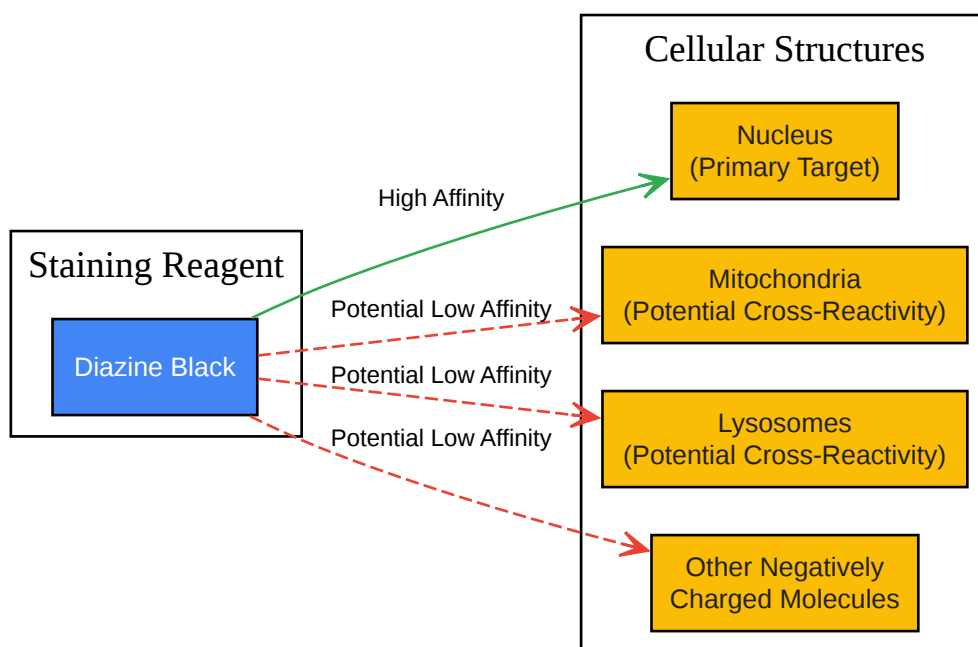 Cellular Structures
Nucleus
(Primary Target)
High Affinity
Staining Reagent
Diazine Black
Potential Low Affinity
Mitochondria
(Potential Cross-Reactivity)
Potential Low Affinity
Lysosomes
(Potential Cross-Reactivity)
Potential Low Affinity
Other Negatively
Charged Molecules